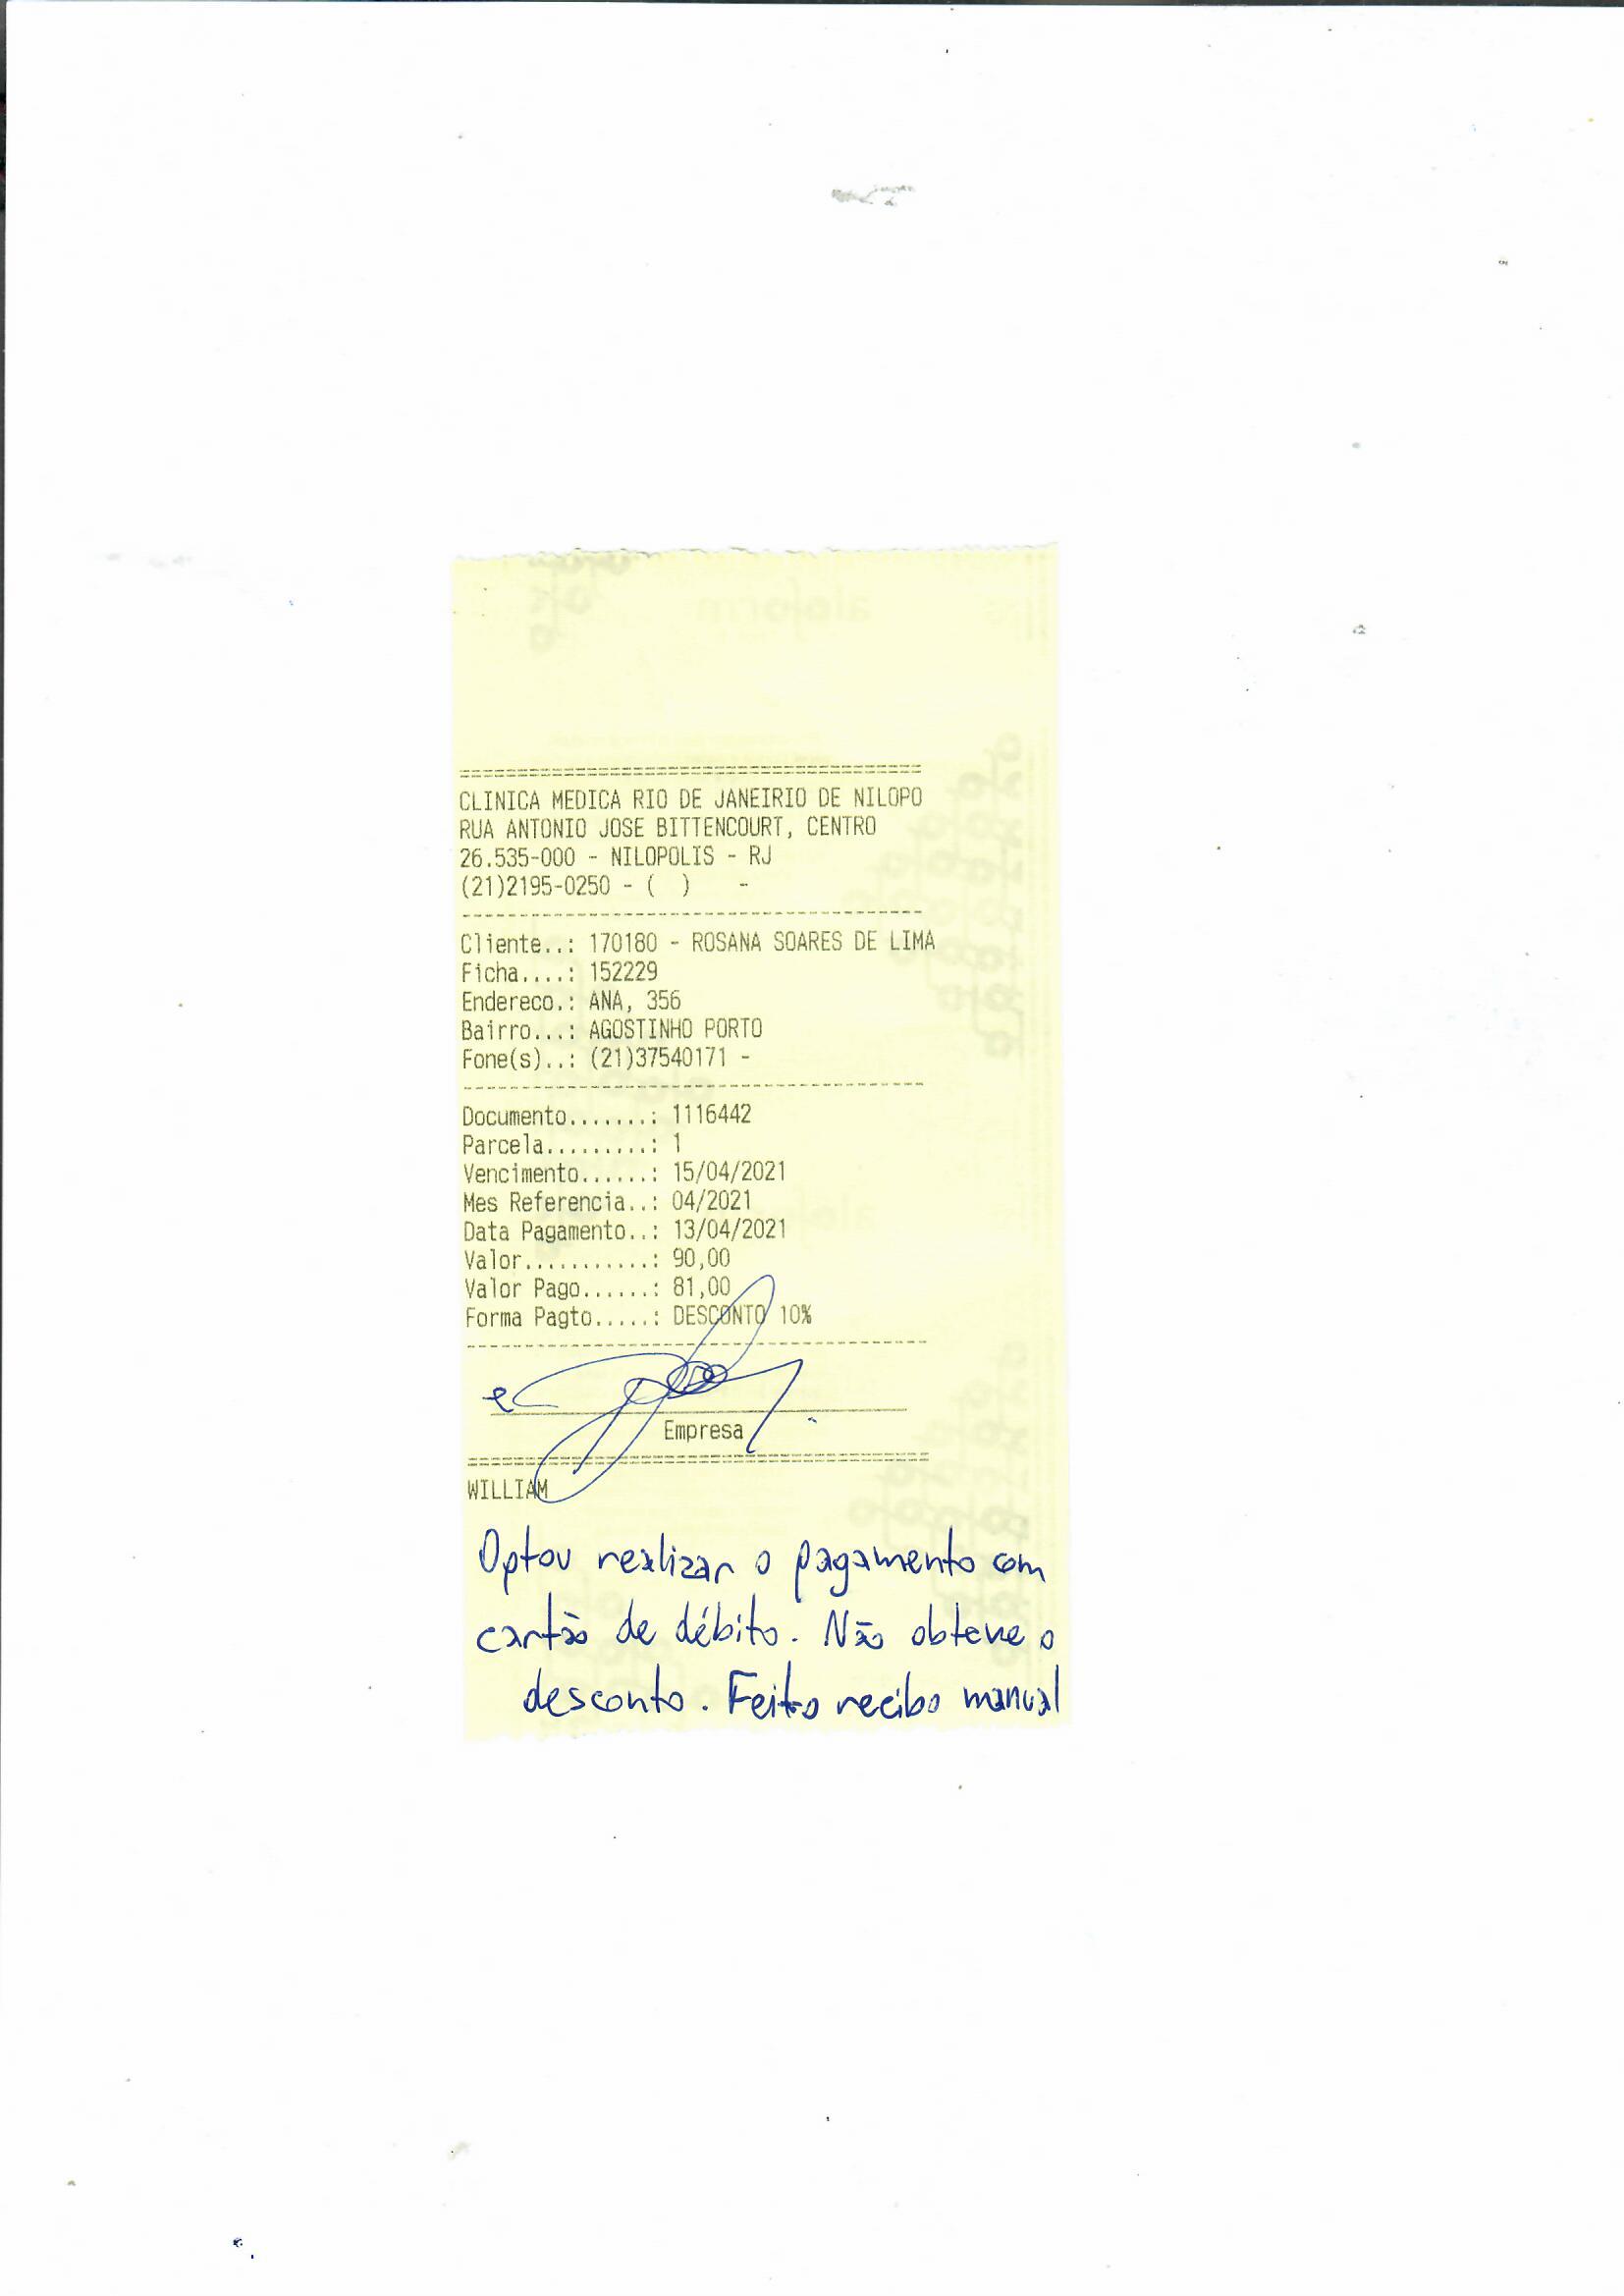 ================================================
CLINICA MEDICA RIO DE JANEIRIO DE NILOPO
RUA ANTONIO JOSE BITTENCOURT, CENTRO
26.535-000 - NILOPOLIS - RJ
(21)2195-0250 - (  )    -
----------------------------------------
Cliente..: 170180 - ROSANA SOARES DE LIMA
Ficha....: 152229
Endereco.: ANA, 356
Bairro...: AGOSTINHO PORTO
Fone(s)..: (21)37540171 -
----------------------------------------
Documento.......: 1116442
Parcela.........: 1
Vencimento......: 15/04/2021
Mes Referencia..: 04/2021
Data Pagamento..: 13/04/2021
Valor...........: 90,00
Valor Pago......: 81,00
Forma Pagto.....: DESCONTO 10%
----------------------------------------
Empresa
================================================
WILLIAM
Optou realizar o pagamento com
cartão de débito. Não obteve o
desconto. Feito recibo manual